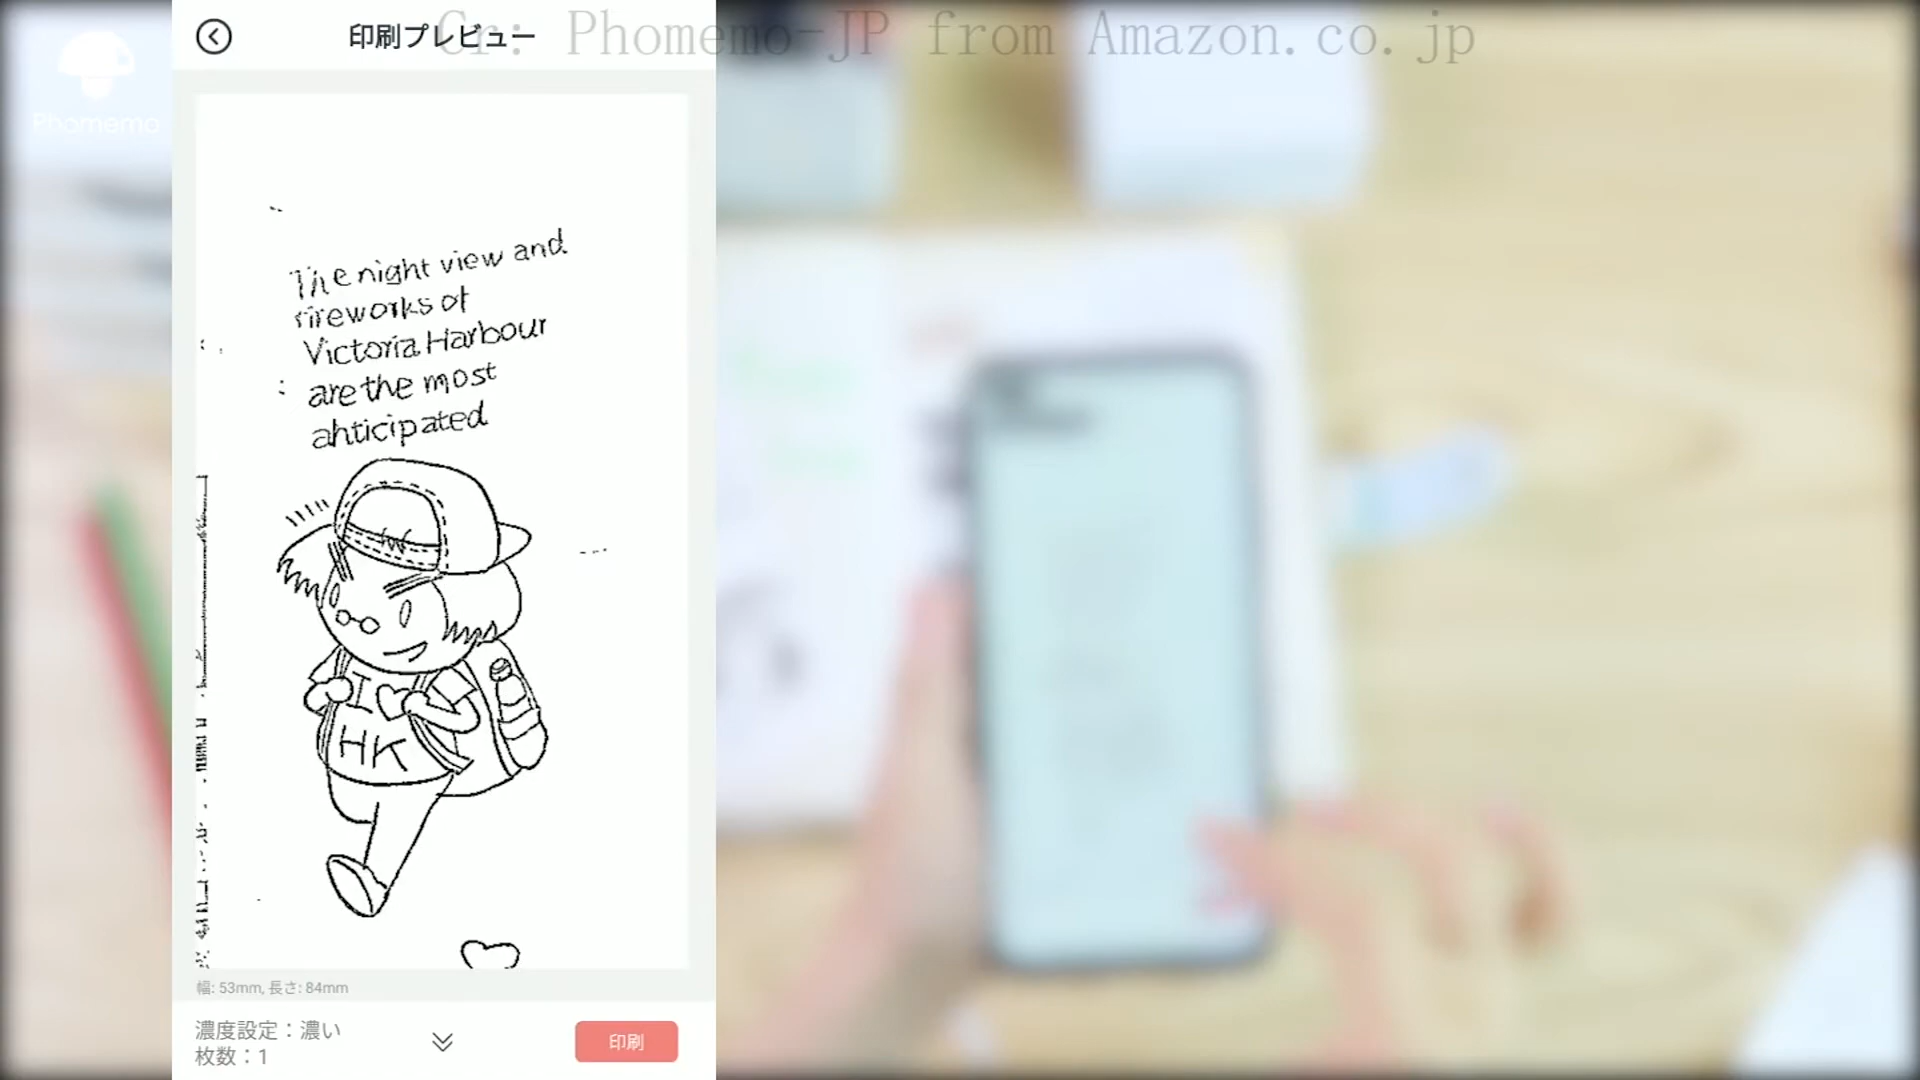 Cr: Phomemo-JP from Amazon.co.jp
Phomemo
印刷プレビュー
The night view and
fireworks of
Victoria Harbour
are the most
ahticipated
I
HK
幅: 53mm, 長さ: 84mm
濃度設定：濃い
枚数：1
印刷